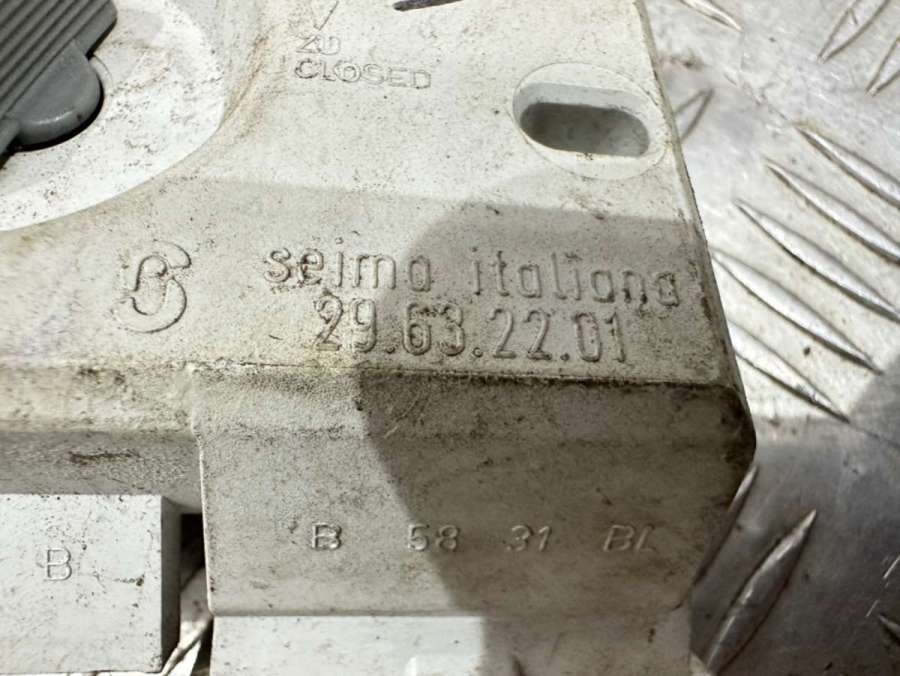 ZU
CLOSED
seima italiana
29.63.22.01
B 58 31 BL
B